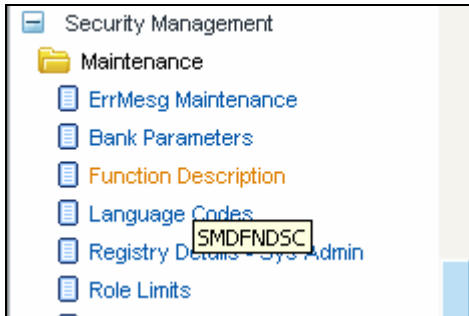 Security Management
Maintenance
ErrMesg Maintenance
Bank Parameters
Function Description
Language Codes
SMDFNDSC
Registry Details - Sys Admin
Role Limits